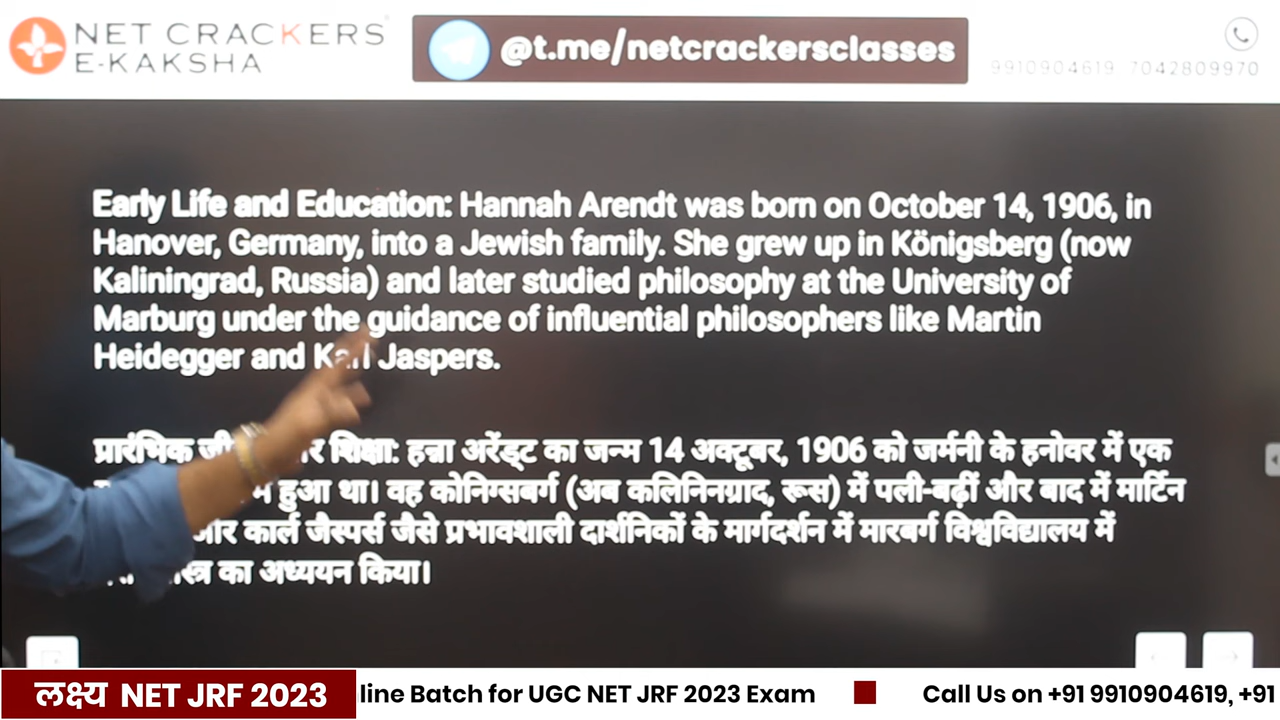 NET CRACKERS
E-KAKSHA
@t.me/netcrackersclasses
9910904619 7042809970
Early Life and Education: Hannah Arendt was born on October 14, 1906, in
Hanover, Germany, into a Jewish family. She grew up in Königsberg (now
Kaliningrad, Russia) and later studied philosophy at the University of
Marburg under the guidance of influential philosophers like Martin
Heidegger and Karl Jaspers.
प्रारंभिक शिक्षा: हन्ना अरेंड्ट का जन्म 14 अक्टूबर, 1906 को जर्मनी के हनोवर में एक
हुआ था। वह कोनिग्सबर्ग (अब कलिनिनग्राद, रूस) में पली-बढ़ीं और बाद में मार्टिन
और कार्ल जैस्पर्स जैसे प्रभावशाली दार्शनिकों के मार्गदर्शन में मारबर्ग विश्वविद्यालय में
का अध्ययन किया।
लक्ष्य NET JRF 2023
line Batch for UGC NET JRF 2023 Exam
Call Us on +91 9910904619, +91